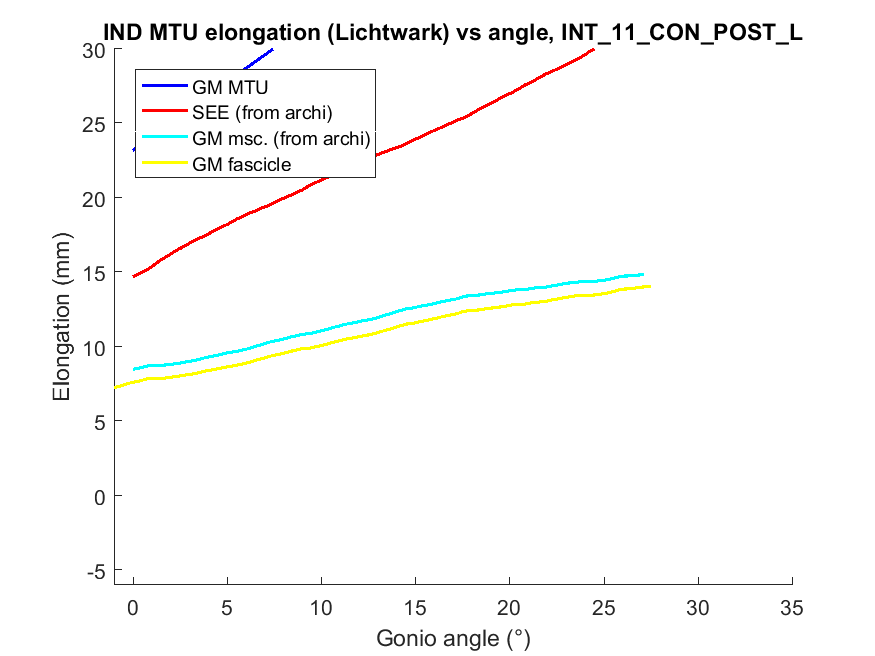 IND MTU elongation (Lichtwark) vs angle, INT_11_CON_POST_L
30
25
20
15
10
5
0
-5
Elongation (mm)
GM MTU
SEE (from archi)
GM msc. (from archi)
GM fascicle
0 5 10 15 20 25 30 35
Gonio angle (°)